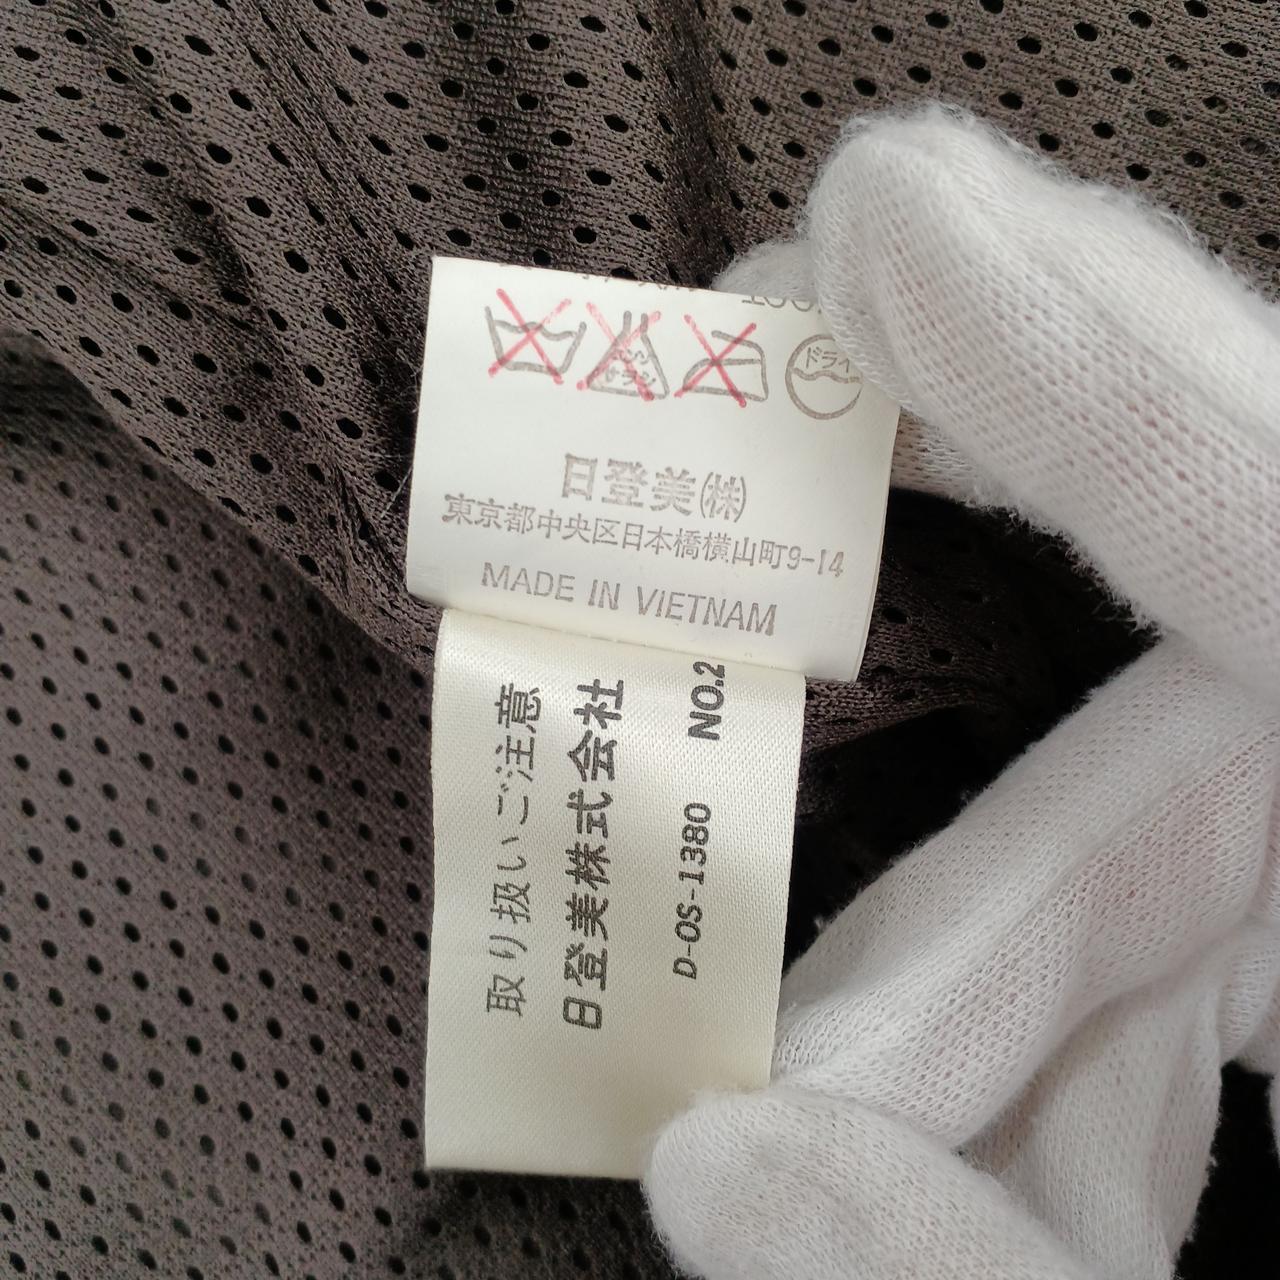 ドライ
日登美(株)
東京都中央区日本橋横山町9-14
MADE IN VIETNAM
取り扱いご注意
日登美株式会社
D-OS-1380 NO.2